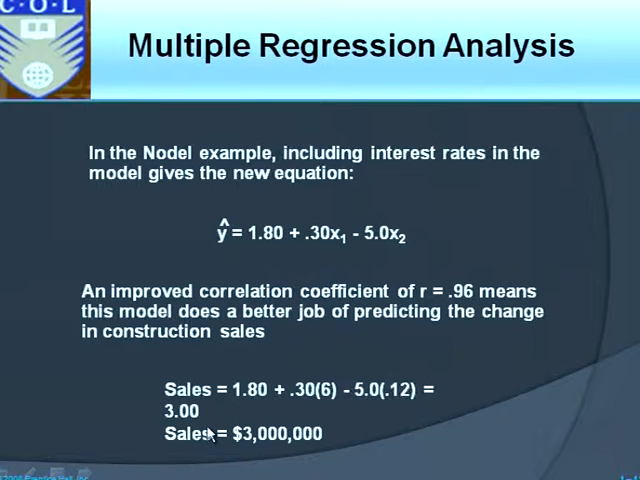 C·O·L
Multiple Regression Analysis
In the Nodel example, including interest rates in the
model gives the new equation:
ŷ = 1.80 + .30x₁ - 5.0x₂
An improved correlation coefficient of r = .96 means
this model does a better job of predicting the change
in construction sales
Sales = 1.80 + .30(6) - 5.0(.12) =
3.00
Sales = $3,000,000